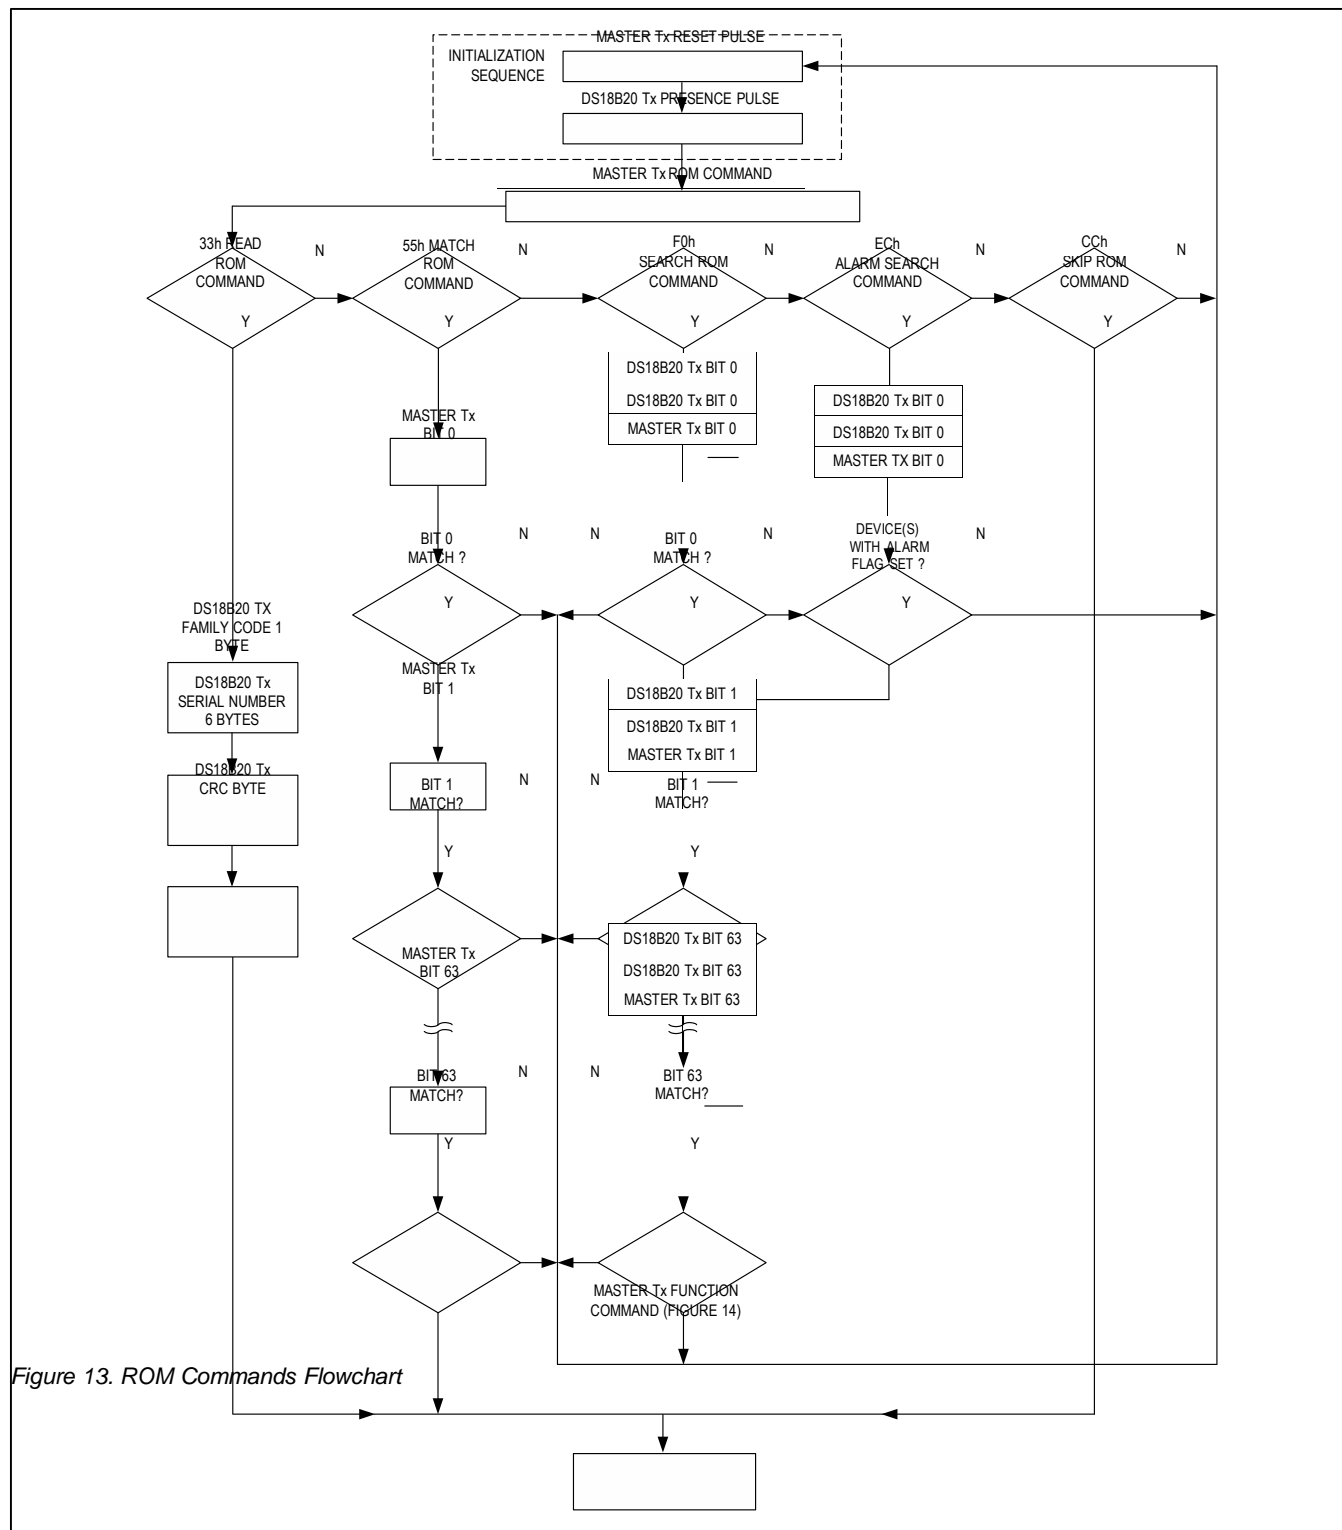 MASTER Tx RESET PULSE
INITIALIZATION
SEQUENCE
DS18B20 Tx PRESENCE PULSE
MASTER Tx ROM COMMAND
33h READ
ROM
COMMAND
N
Y
55h MATCH
ROM
COMMAND
N
Y
F0h
SEARCH ROM
COMMAND
N
Y
ECh
ALARM SEARCH
COMMAND
N
Y
CCh
SKIP ROM
COMMAND
N
Y
DS18B20 Tx BIT 0
DS18B20 Tx BIT 0
MASTER Tx BIT 0
DS18B20 Tx BIT 0
DS18B20 Tx BIT 0
MASTER TX BIT 0
MASTER Tx
BIT 0
BIT 0
MATCH ?
N
Y
N
BIT 0
MATCH ?
N
Y
DEVICE(S)
WITH ALARM
FLAG SET ?
N
Y
DS18B20 TX
FAMILY CODE 1
BYTE
DS18B20 Tx
SERIAL NUMBER
6 BYTES
DS18B20 Tx
CRC BYTE
MASTER Tx
BIT 1
DS18B20 Tx BIT 1
DS18B20 Tx BIT 1
MASTER Tx BIT 1
BIT 1
MATCH?
N
Y
N
BIT 1
MATCH?
Y
MASTER Tx
BIT 63
DS18B20 Tx BIT 63
DS18B20 Tx BIT 63
MASTER Tx BIT 63
BIT 63
MATCH?
N
Y
N
BIT 63
MATCH?
Y
MASTER Tx FUNCTION
COMMAND (FIGURE 14)
Figure 13. ROM Commands Flowchart